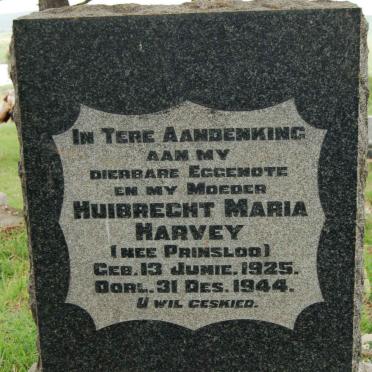 In Tere Aandenking
aan my
dierbare Eggenote
en my Moeder
Huibrecht Maria
Harvey
(nee Prinsloo)
Geb. 13 Junie. 1925.
Oorl. 31 Des. 1944.
U wil geskied.